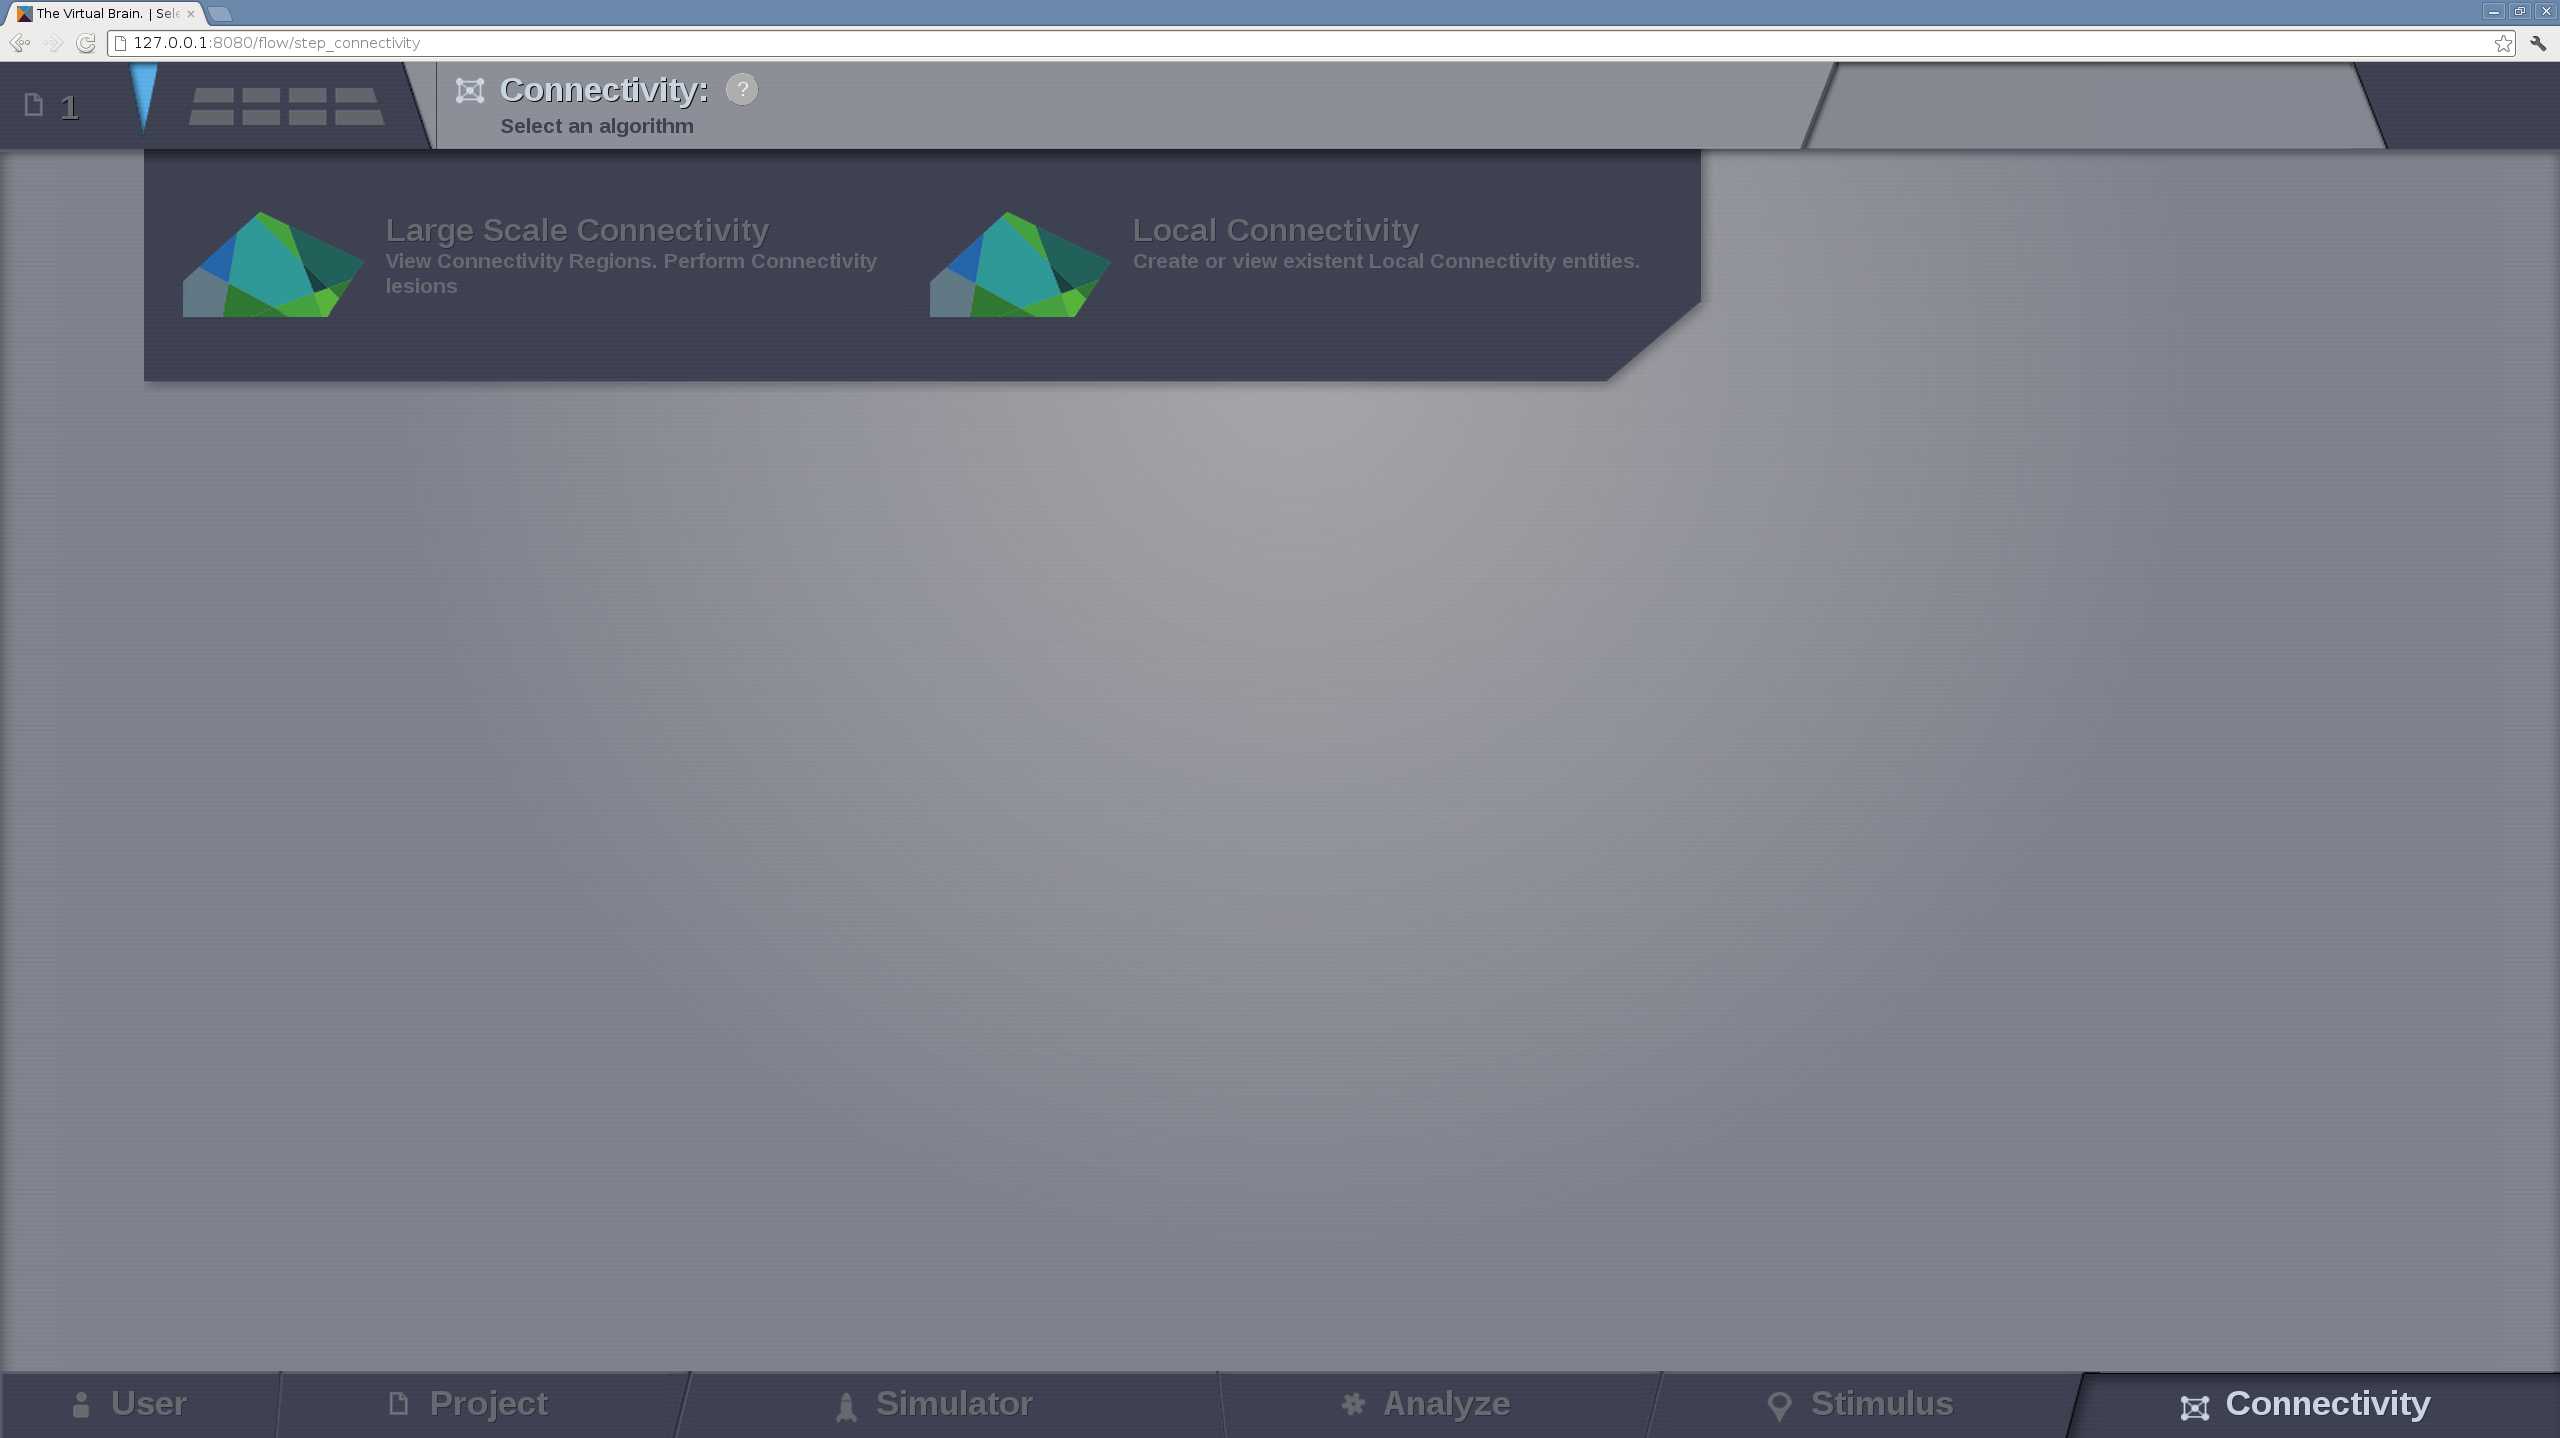 The Virtual Brain. | Sele
127.0.0.1:8080/flow/step_connectivity
1
Connectivity: ?
Select an algorithm
Large Scale Connectivity
View Connectivity Regions. Perform Connectivity
lesions
Local Connectivity
Create or view existent Local Connectivity entities.
User
Project
Simulator
Analyze
Stimulus
Connectivity